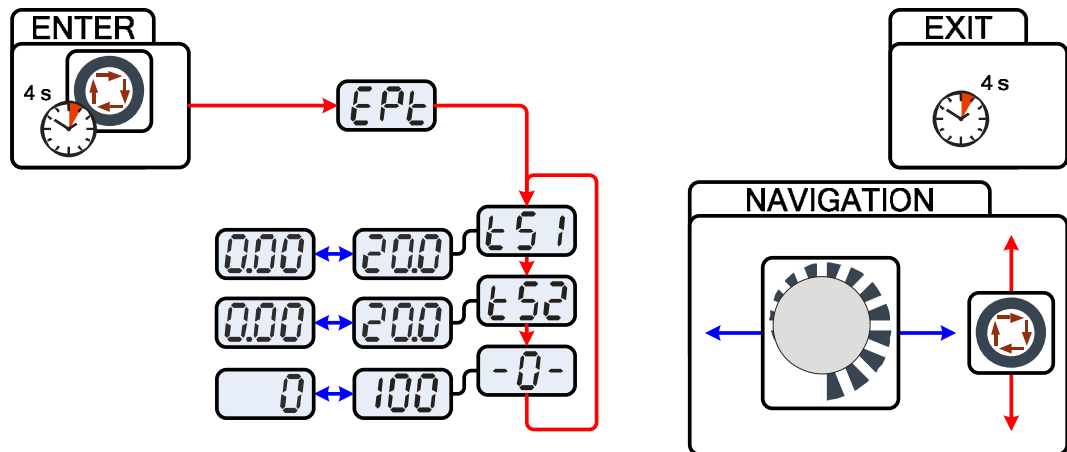 ENTER
EXIT
4 s
4 s
EPt
NAVIGATION
tS1
0.00
20.0
tS2
0.00
20.0
-0-
0
100